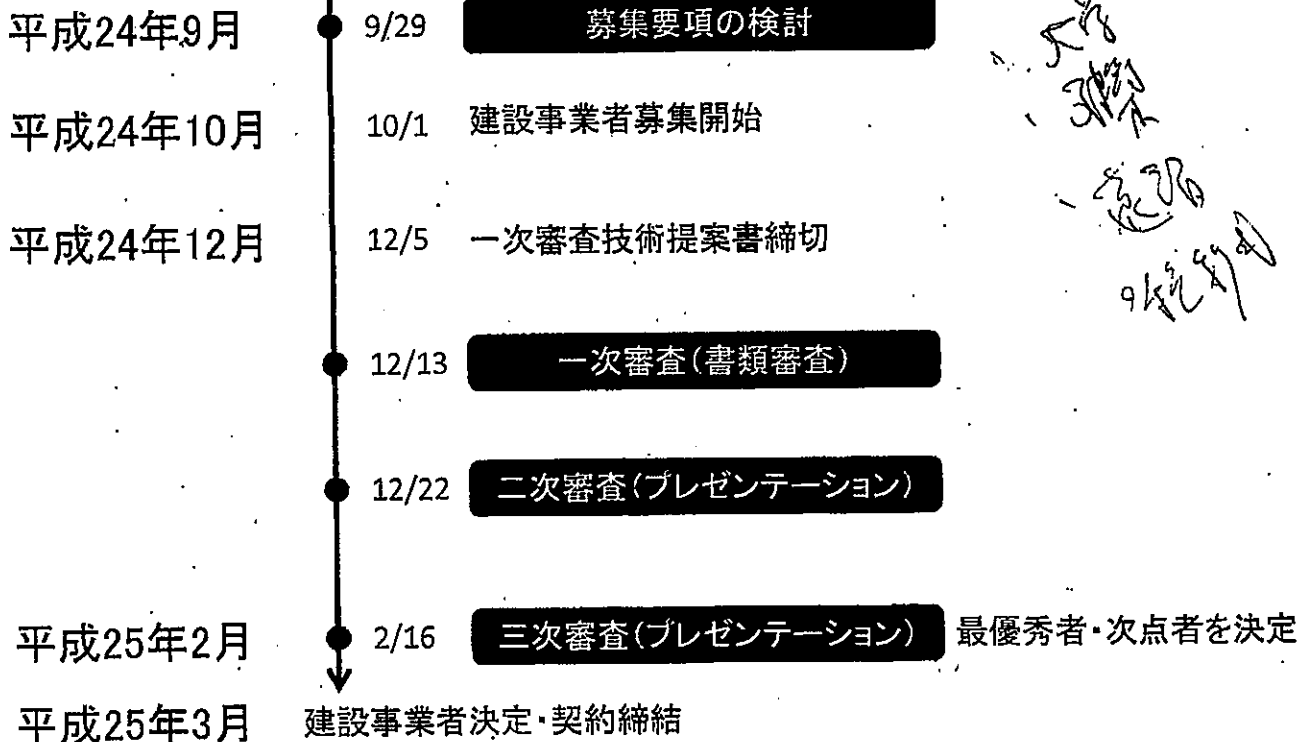 平成24年9月 9/29 募集要項の検討
平成24年10月 10/1 建設事業者募集開始
平成24年12月 12/5 一次審査技術提案書締切
12/13 一次審査(書類審査)
12/22 二次審査(プレゼンテーション)
平成25年2月 2/16 三次審査(プレゼンテーション) 最優秀者・次点者を決定
平成25年3月 建設事業者決定・契約締結